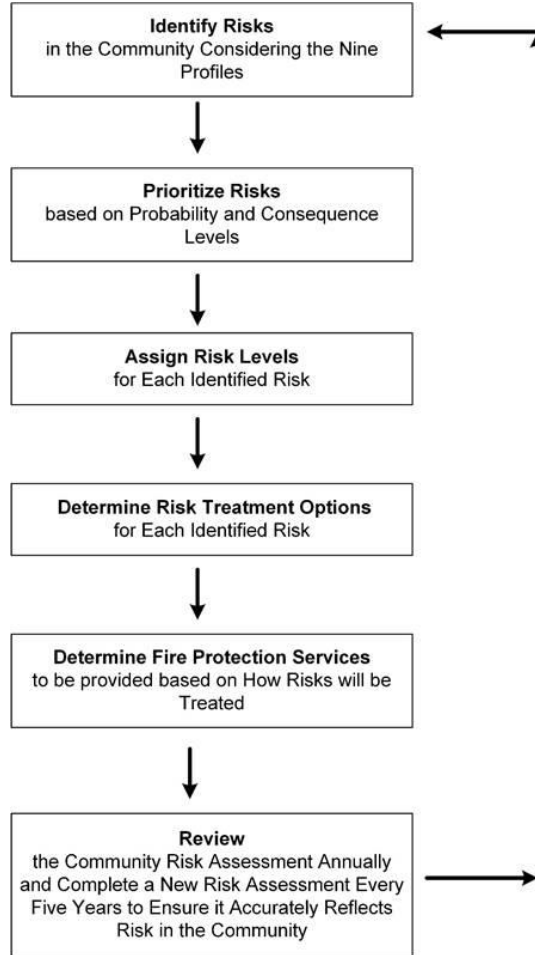 Identify Risks
in the Community Considering the Nine
Profiles
Prioritize Risks
based on Probability and Consequence
Levels
Assign Risk Levels
for Each Identified Risk
Determine Risk Treatment Options
for Each Identified Risk
Determine Fire Protection Services
to be provided based on How Risks will be
Treated
Review
the Community Risk Assessment Annually
and Complete a New Risk Assessment Every
Five Years to Ensure it Accurately Reflects
Risk in the Community